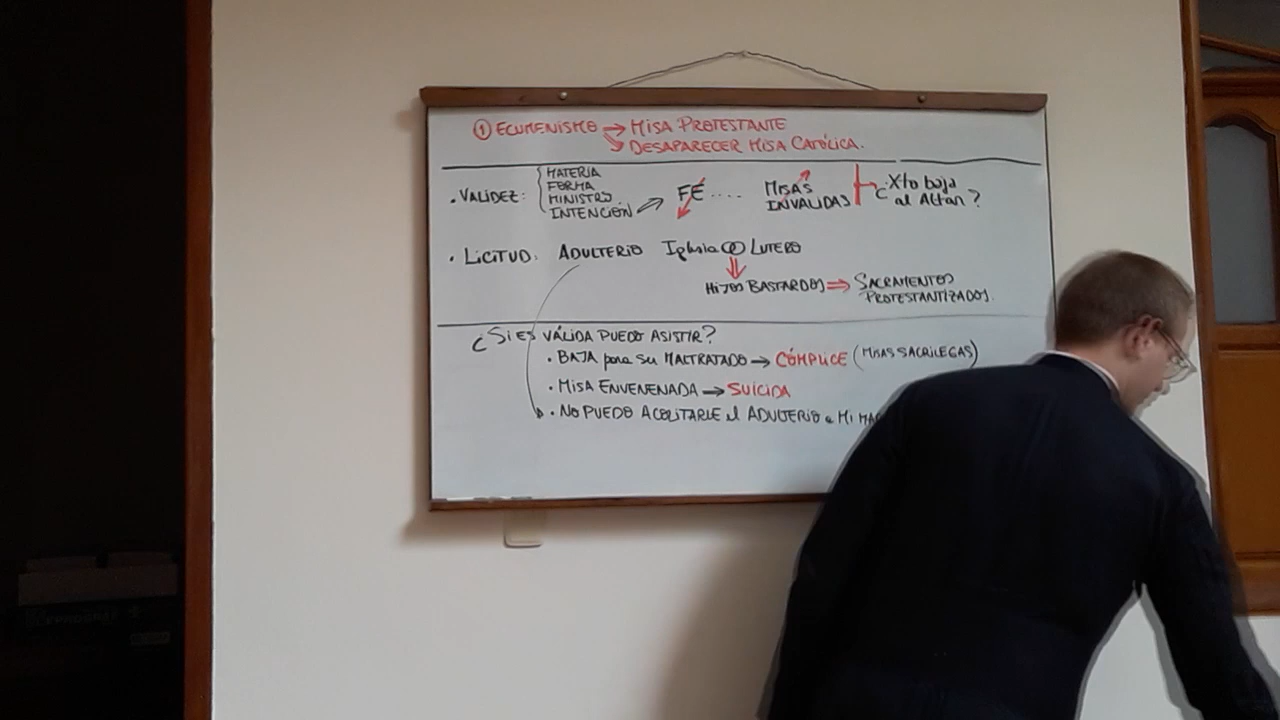 ① ECUMENISMO → MISA PROTESTANTE
→ DESAPARECER MISA CATÓLICA.
. VALIDEZ: { MATERIA
FORMA
MINISTRO
INTENCIÓN → FE .... MISAS INVALIDAS ¿Xto baja al Altar?
. LICITUD: ADULTERIO Iglesia LUTERO
HIJOS BASTARDOS ⇒ SACRAMENTOS
PROTESTANTIZADOS.
¿SI ES VÁLIDA PUEDO ASISTIR?
. BAJA para ser MALTRATADO → CÓMPLICE (MISAS SACRÍLEGAS)
. MISA ENVENENADA → SUICIDA
. NO PUEDO ACOLITARLE el ADULTERIO a MI